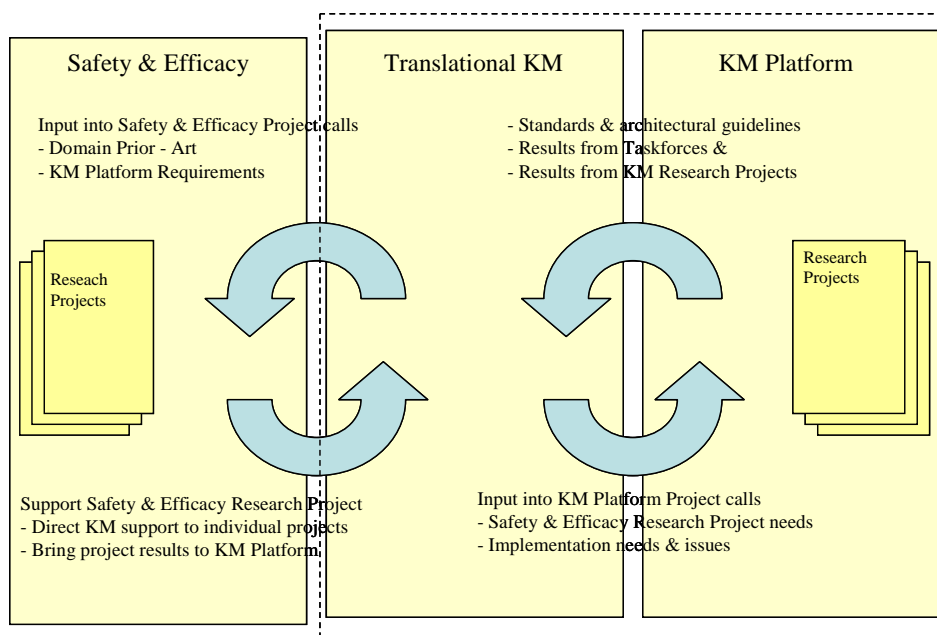 Safety & Efficacy
Translational KM
KM Platform
Input into Safety & Efficacy Project calls
- Domain Prior - Art
- KM Platform Requirements
- Standards & architectural guidelines
- Results from Taskforces &
- Results from KM Research Projects
Reseach
Projects
Research
Projects
Support Safety & Efficacy Research Project
- Direct KM support to individual projects
- Bring project results to KM Platform
Input into KM Platform Project calls
- Safety & Efficacy Research Project needs
- Implementation needs & issues